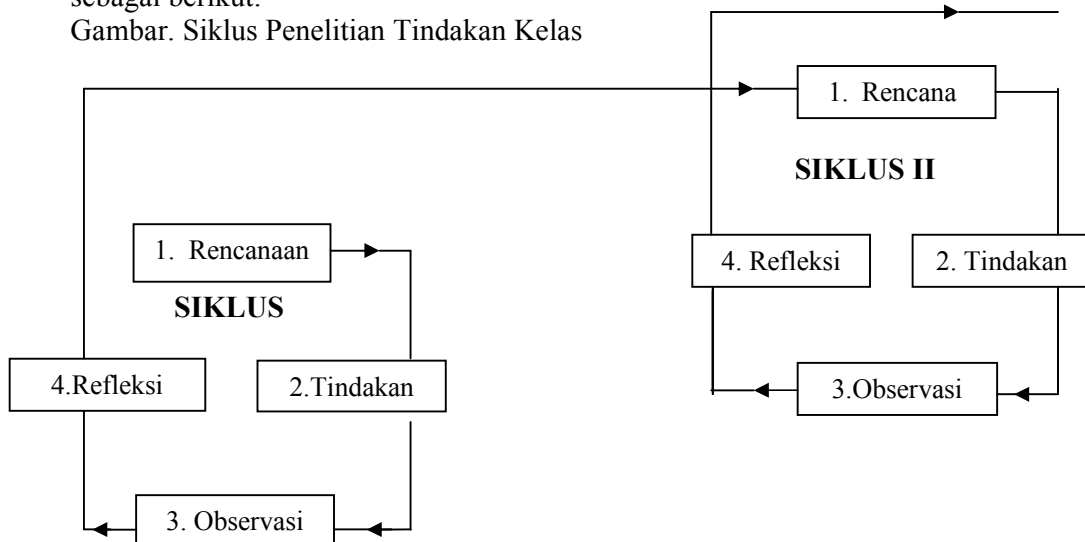 sebagai berikut:
Gambar. Siklus Penelitian Tindakan Kelas
1. Rencana
SIKLUS II
4. Refleksi
2. Tindakan
3.Observasi
1. Rencanaan
SIKLUS
4.Refleksi
2.Tindakan
3. Observasi